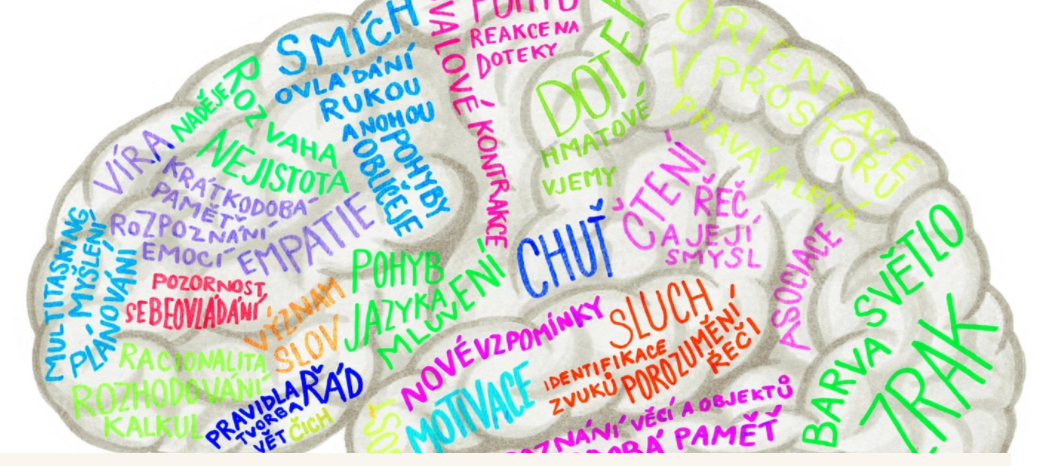 SMÍCH
OVLÁDÁNÍ
RUKOU
A NOHOU
POHYBY
OBLIČEJE
NADĚJE
ROZVAHA
NEJISTOTA
VÍRA
KRÁTKODOBÁ
PAMĚŤ
ROZPOZNÁNÍ
EMOCÍ
EMPATIE
MULTITASKING
MYŠLENÍ
PLÁNOVÁNÍ
POZORNOST,
SEBEOVLÁDÁNÍ
VÝZNAM
SLOV
RACIONALITA
ROZHODOVÁNÍ
KALKUL
PRAVIDLA
ŘÁD
TVORBA
VĚT
ČICH
POHYB
JAZYKA,
MLUVENÍ
SVALOVÉ KONTRAKCE
POHYB
REAKCE NA
DOTEKY
HMATOVÉ
VJEMY
ORIENTACE
V PROSTORU
PRAVÁ A LEVÁ
ČTENÍ
ŘEČ,
A JEJÍ
SMYSL
CHUŤ
ASOCIACE
SVĚTLO
BARVA
ZRAK
NOVÉ VZPOMÍNKY
MOTIVACE
SLUCH
IDENTIFIKACE
ZVUKŮ
POROZUMĚNÍ
ŘEČI
VĚCÍ A OBJEKTŮ
PAMĚŤ